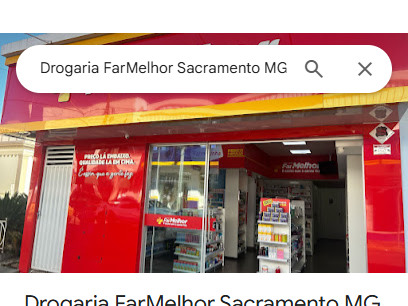 Drogaria FarMelhor Sacramento MG
PREÇO LÁ EMBAIXO,
QUALIDADE LÁ EM CIMA.
É assim que a gente faz
FarMelhor
FarMelhor
Drogaria FarMelhor Sacramento MG